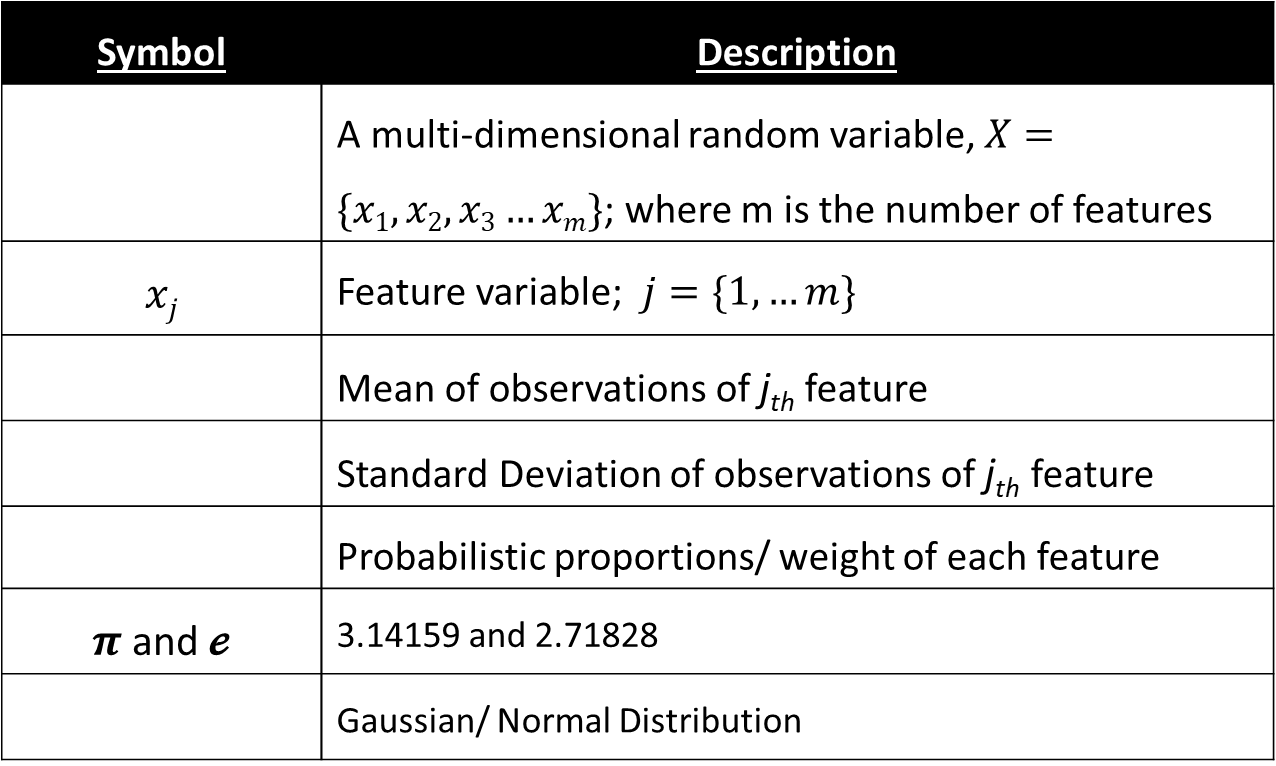 Symbol Description
A multi-dimensional random variable, X =
{x₁, x₂, x₃ … xₘ}; where m is the number of features
xⱼ Feature variable; j = {1, … m}
Mean of observations of j_th feature
Standard Deviation of observations of j_th feature
Probabilistic proportions/ weight of each feature
π and e 3.14159 and 2.71828
Gaussian/ Normal Distribution